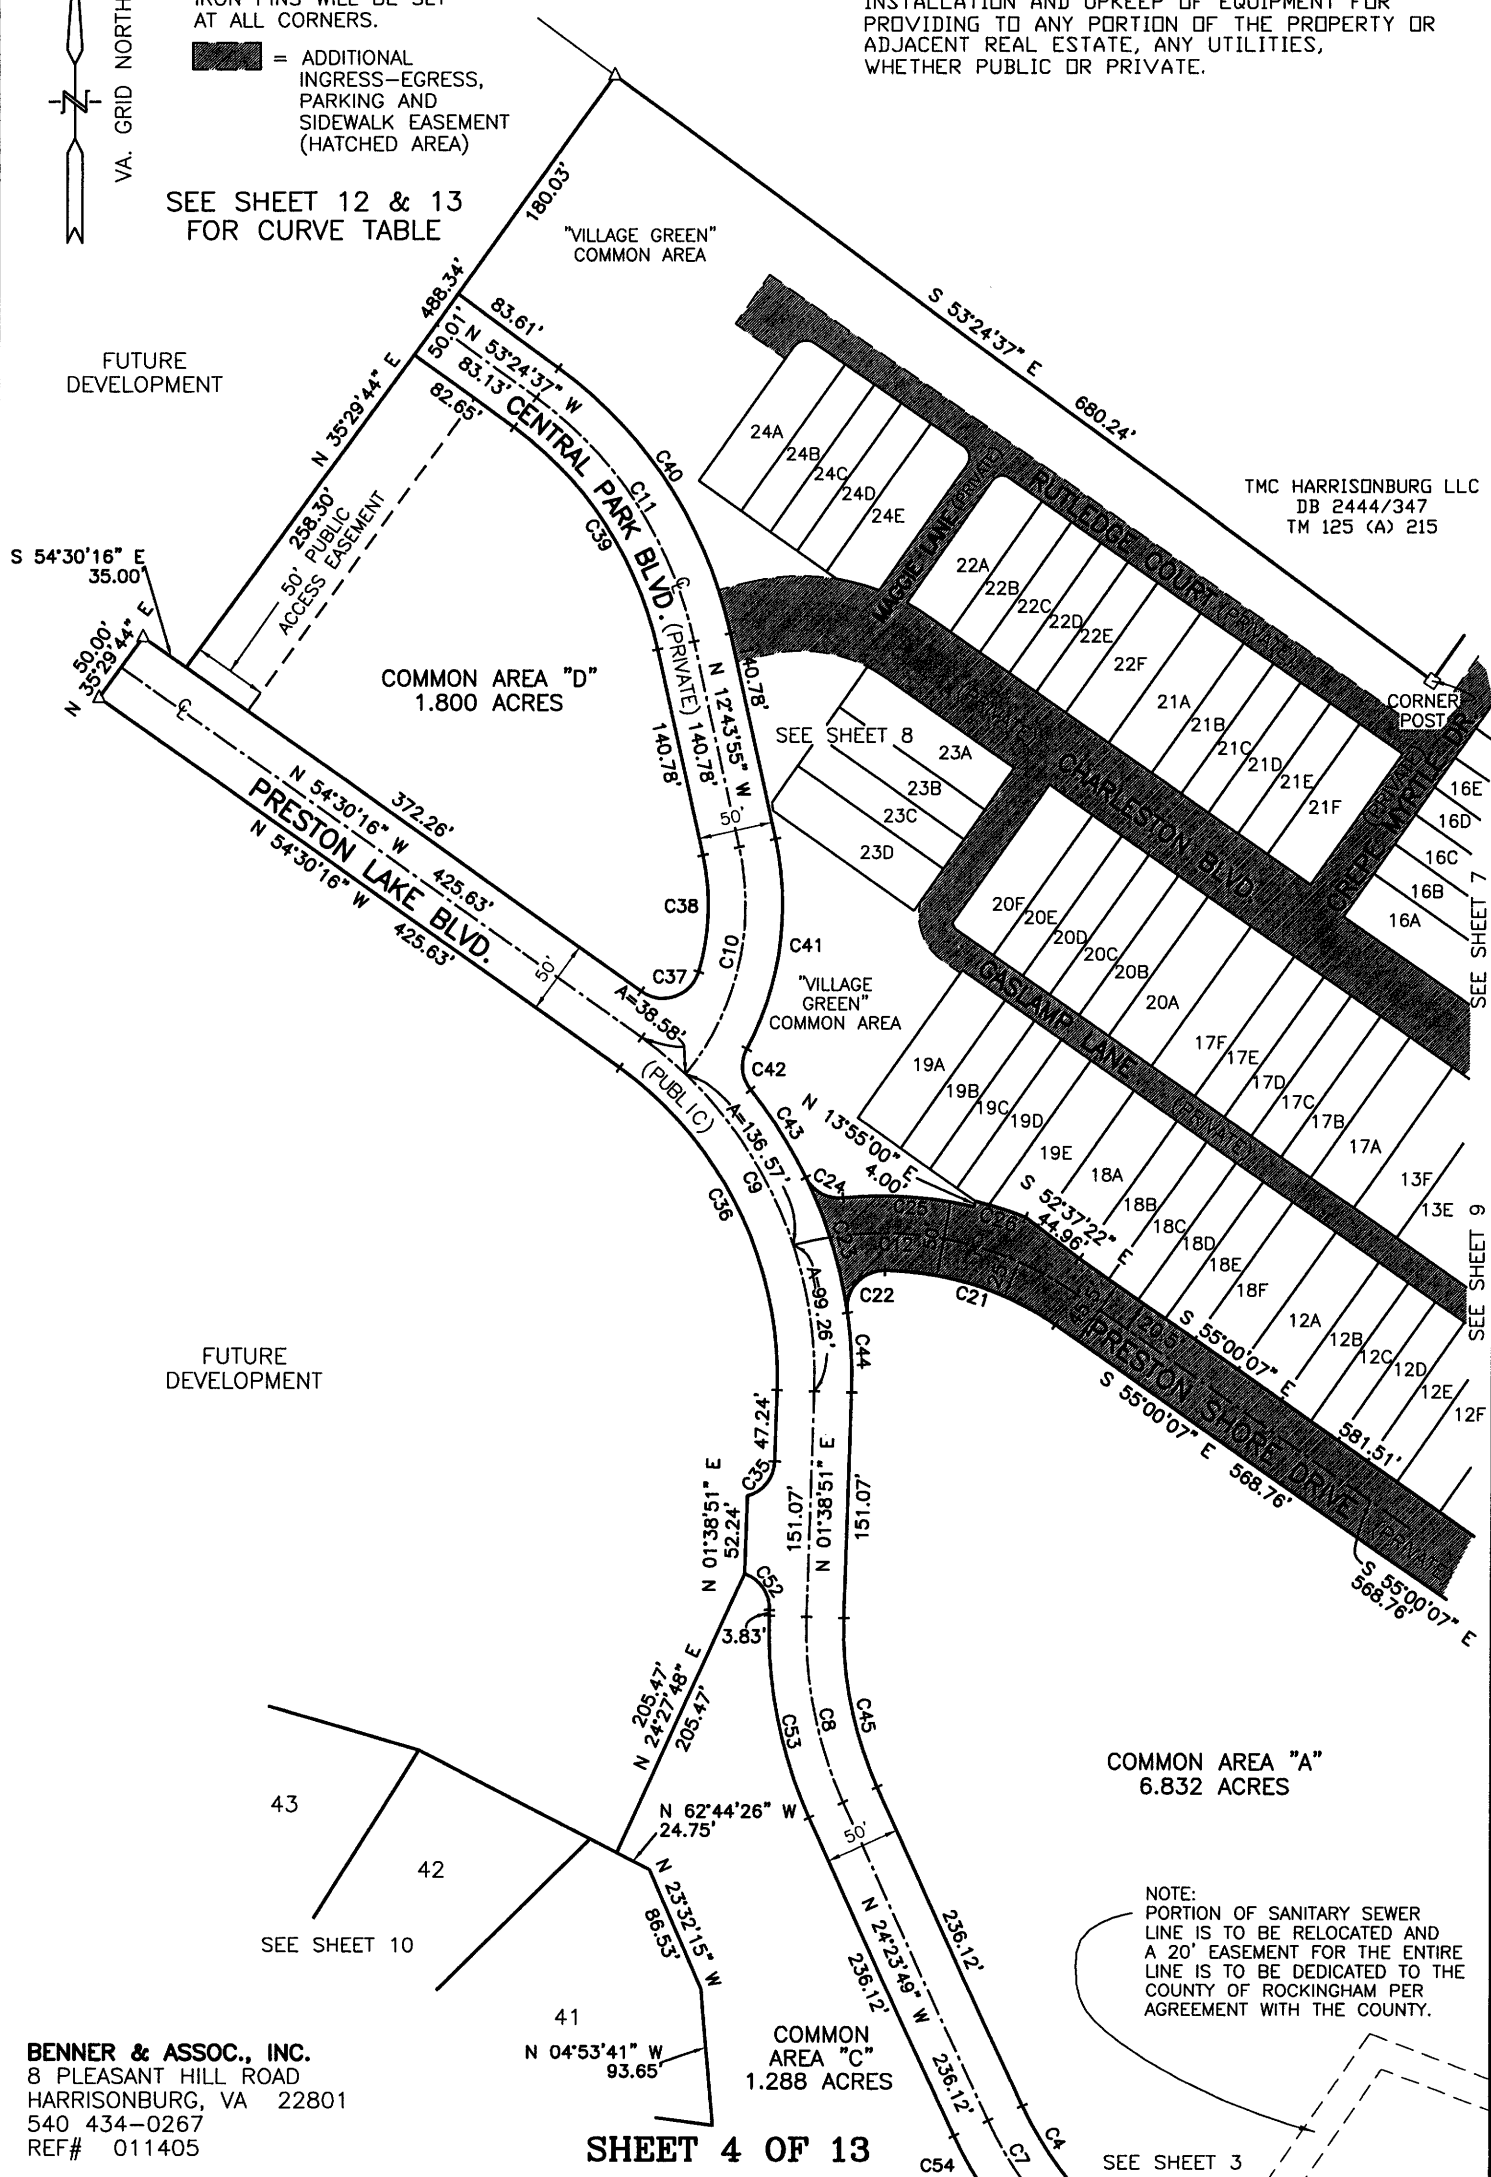 IRON PINS WILL BE SET
AT ALL CORNERS.
= ADDITIONAL
INGRESS-EGRESS,
PARKING AND
SIDEWALK EASEMENT
(HATCHED AREA)
VA. GRID NORTH
N
SEE SHEET 12 & 13
FOR CURVE TABLE
INSTALLATION AND UPKEEP OF EQUIPMENT FOR
PROVIDING TO ANY PORTION OF THE PROPERTY OR
ADJACENT REAL ESTATE, ANY UTILITIES,
WHETHER PUBLIC OR PRIVATE.
180.03'
"VILLAGE GREEN"
COMMON AREA
488.34'
83.61'
50.01'
N 53°24'37" W
83.13'
82.65'
S 53°24'37" E
680.24'
FUTURE
DEVELOPMENT
N 35°29'44" E
258.30'
50' PUBLIC
ACCESS EASEMENT
CENTRAL PARK BLVD.
(PRIVATE)
C40
C11
C39
24A
24B
24C
24D
24E
MAGGIE LANE (PRIVATE)
RUTLEDGE COURT (PRIVATE)
TMC HARRISONBURG LLC
DB 2444/347
TM 125 (A) 215
S 54°30'16" E
35.00'
50.00'
N 35°29'44" E
22A
22B
22C
22D
22E
22F
21A
21B
21C
21D
21E
21F
CORNER
POST
CREPE MYRTLE DR.
(PRIVATE)
COMMON AREA "D"
1.800 ACRES
N 12°43'55" W
140.78'
140.78'
140.78'
50'
SEE SHEET 8
23A
23B
23C
23D
CHARLESTON BLVD.
16E
16D
16C
16B
16A
SEE SHEET 7
N 54°30'16" W
372.26'
PRESTON LAKE BLVD.
425.63'
N 54°30'16" W
425.63'
50'
C38
C10
C41
C37
A=38.58'
"VILLAGE
GREEN"
COMMON AREA
20F
20E
20D
20C
20B
20A
GASLAMP LANE (PRIVATE)
17F
17E
17D
17C
17B
17A
13F
13E
(PUBLIC)
C42
C43
A=136.57'
C9
C36
19A
19B
19C
19D
19E
18A
18B
18C
18D
18E
18F
12A
12B
12C
12D
12E
12F
SEE SHEET 9
N 13°55'00" E
4.00'
C24
C25
C26
C23
C12
S 52°37'22" E
44.96'
C22
C21
A=99.26'
C44
20.5'
S 55°00'07" E
581.51'
PRESTON SHORE DRIVE (PRIVATE)
S 55°00'07" E 568.76'
S 55°00'07" E
568.76'
FUTURE
DEVELOPMENT
47.24'
C35
N 01°38'51" E
52.24'
151.07'
N 01°38'51" E
151.07'
C52
3.83'
205.47'
N 24°27'48" E
205.47'
C53
C8
C45
COMMON AREA "A"
6.832 ACRES
43
42
SEE SHEET 10
41
N 62°44'26" W
24.75'
N 23°32'15" W
86.53'
50'
N 24°23'49" W
236.12'
236.12'
236.12'
NOTE:
PORTION OF SANITARY SEWER
LINE IS TO BE RELOCATED AND
A 20' EASEMENT FOR THE ENTIRE
LINE IS TO BE DEDICATED TO THE
COUNTY OF ROCKINGHAM PER
AGREEMENT WITH THE COUNTY.
N 04°53'41" W
93.65'
COMMON
AREA "C"
1.288 ACRES
BENNER & ASSOC., INC.
8 PLEASANT HILL ROAD
HARRISONBURG, VA 22801
540 434-0267
REF# 011405
SHEET 4 OF 13
C54
C7
C4
SEE SHEET 3